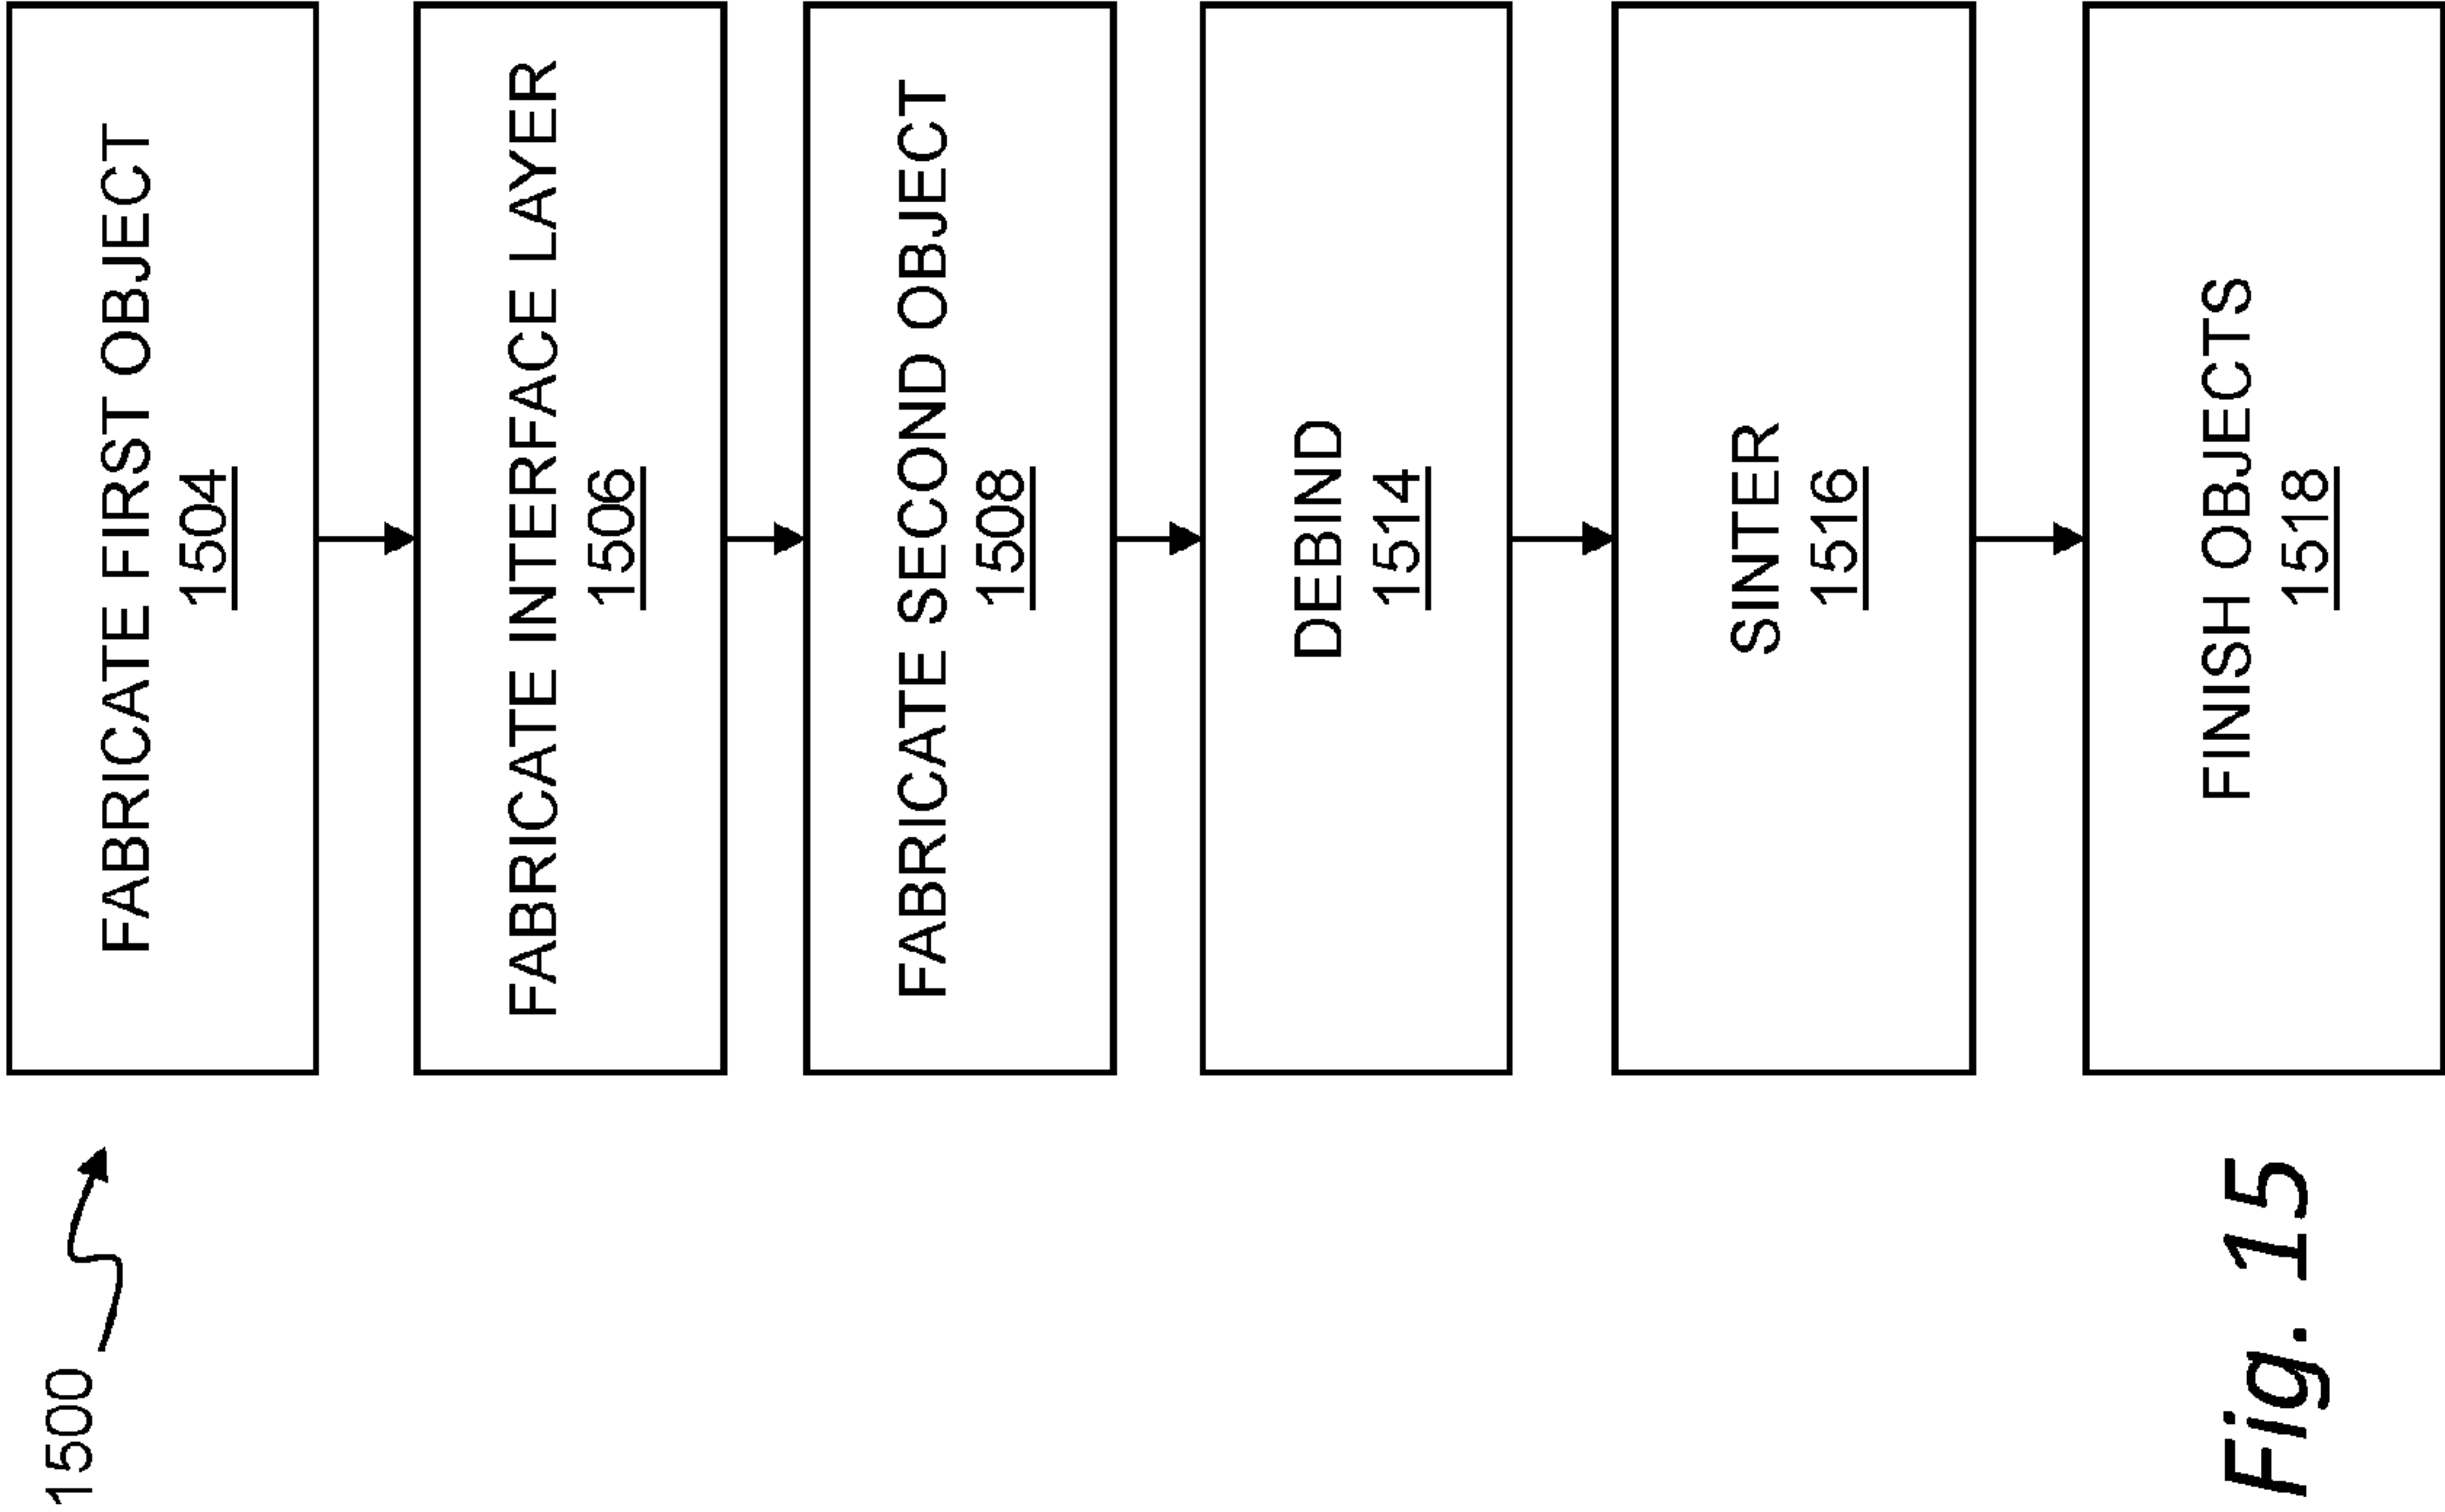 1500
FABRICATE FIRST OBJECT
1504
FABRICATE INTERFACE LAYER
1506
FABRICATE SECOND OBJECT
1508
DEBIND
1514
SINTER
1516
FINISH OBJECTS
1518
Fig. 15